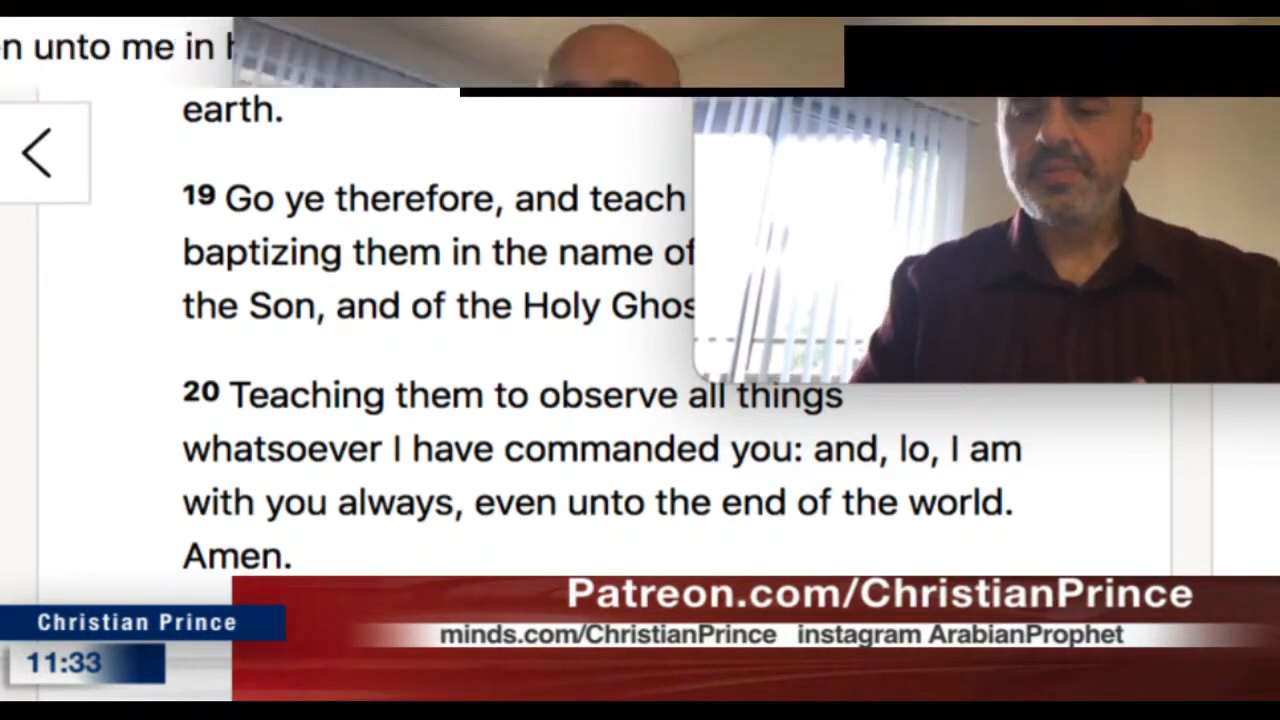 n unto me in
earth.
19 Go ye therefore, and teach
baptizing them in the name of
the Son, and of the Holy Ghos
20 Teaching them to observe all things
whatsoever I have commanded you: and, lo, I am
with you always, even unto the end of the world.
Amen.
Patreon.com/ChristianPrince
Christian Prince
minds.com/ChristianPrince instagram ArabianProphet
11:33